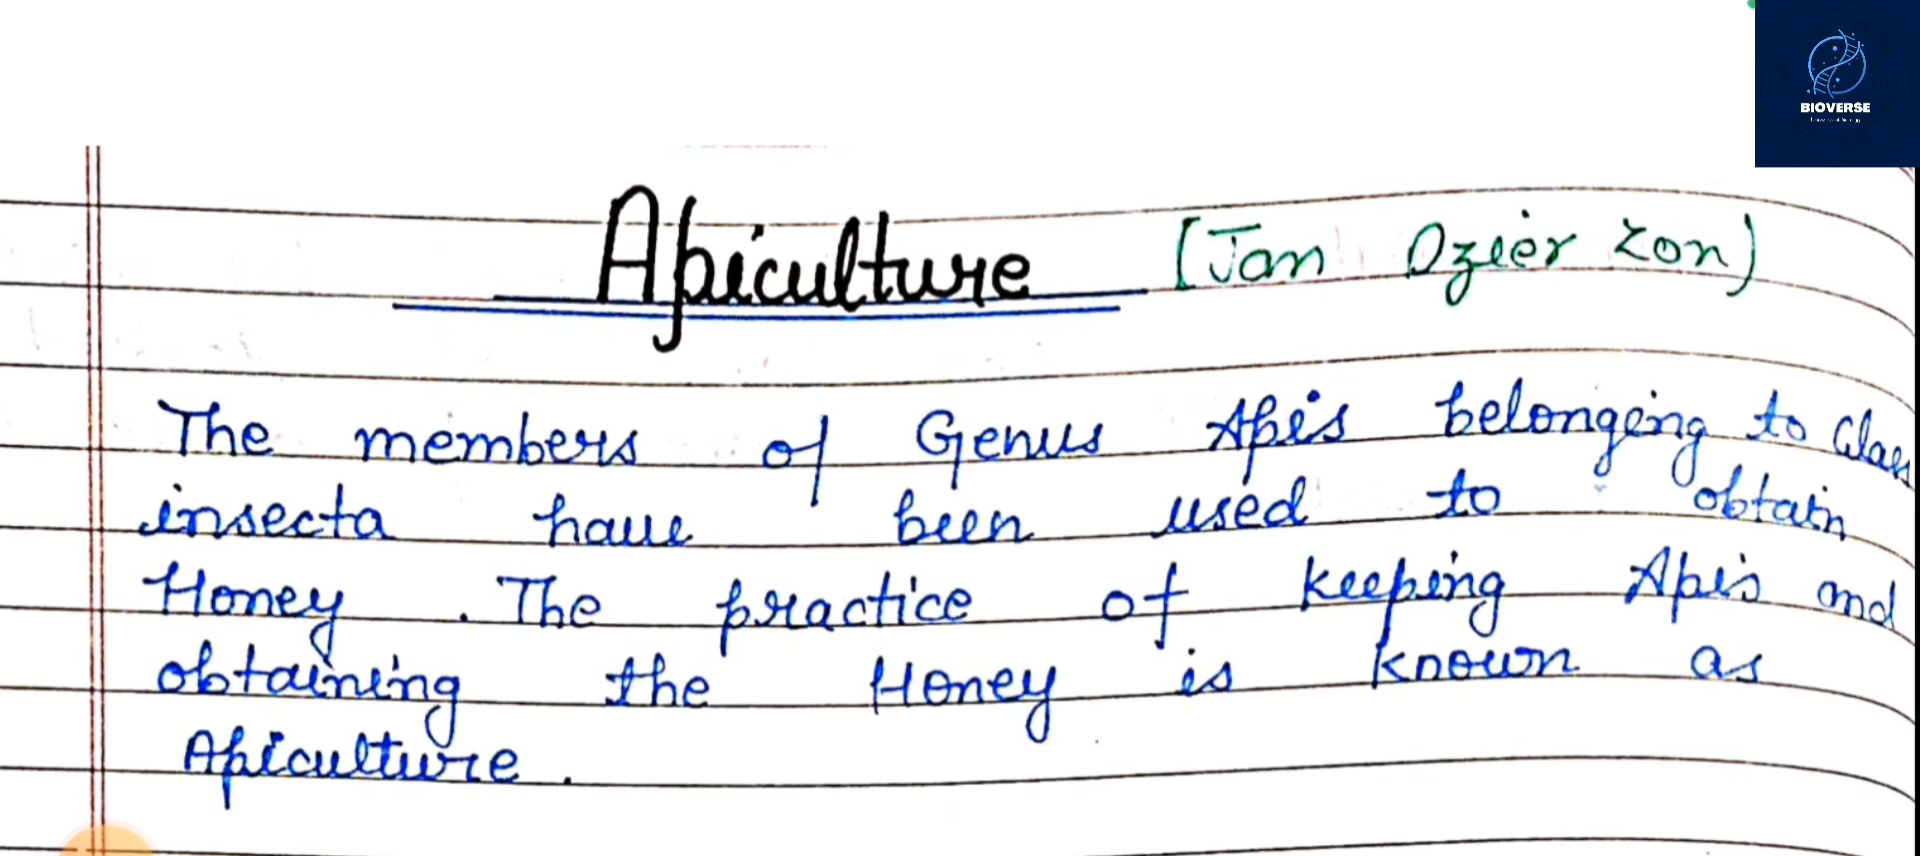 BIOVERSE
Apiculture [Jan Dzier zon)
The members of Genus Apis belonging to Class
insecta have been used to obtain
Honey. The practice of keeping Apis and
obtaining the Honey is known as
Apiculture.